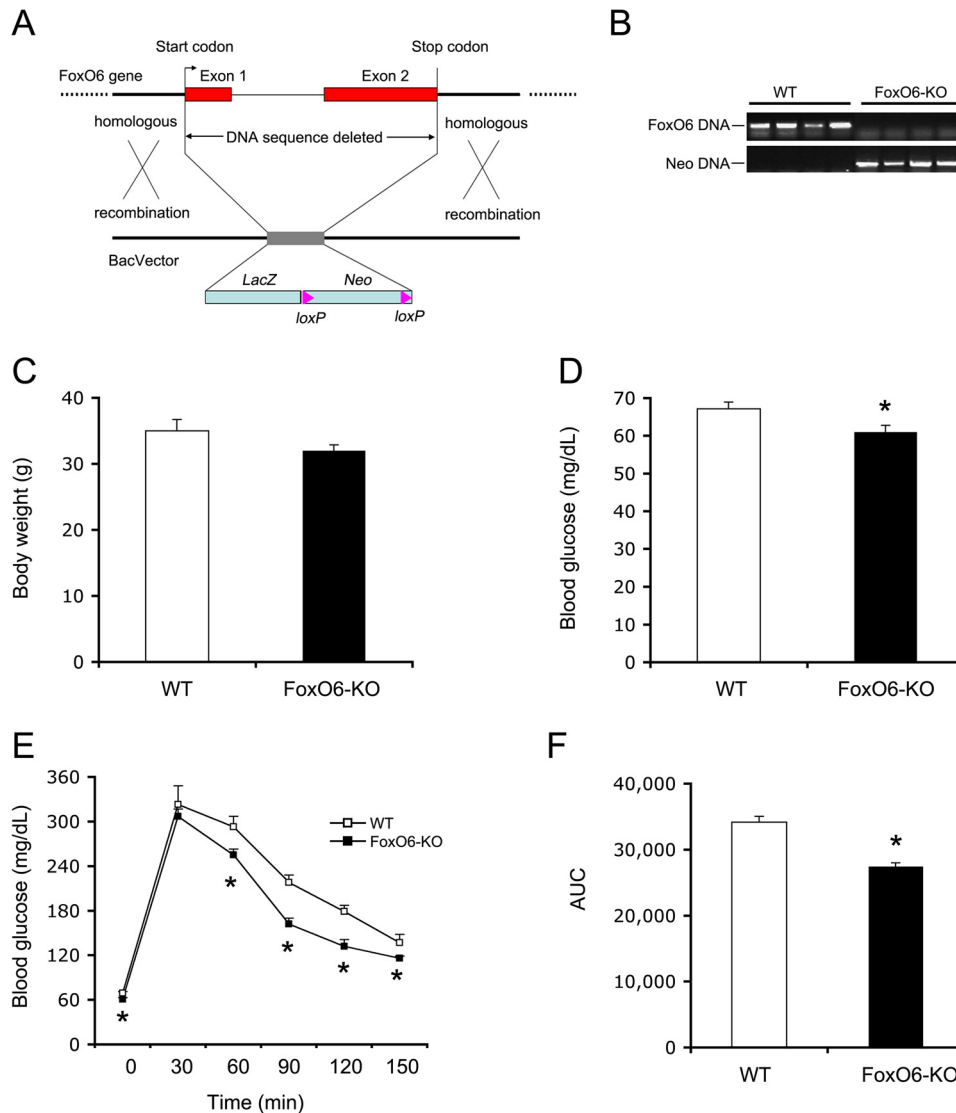 A
Start codon
Stop codon
FoxO6 gene
Exon 1
Exon 2
homologous
DNA sequence deleted
homologous
recombination
recombination
BacVector
LacZ
Neo
loxP
loxP
B
WT
FoxO6-KO
FoxO6 DNA
Neo DNA
C
Body weight (g)
40
30
20
10
0
WT
FoxO6-KO
D
Blood glucose (mg/dL)
70
60
50
40
30
20
10
0
*
WT
FoxO6-KO
E
Blood glucose (mg/dL)
360
300
240
180
120
60
0
WT
FoxO6-KO
*
*
*
*
*
0 30 60 90 120 150
Time (min)
F
AUC
40,000
30,000
20,000
10,000
0
*
WT
FoxO6-KO